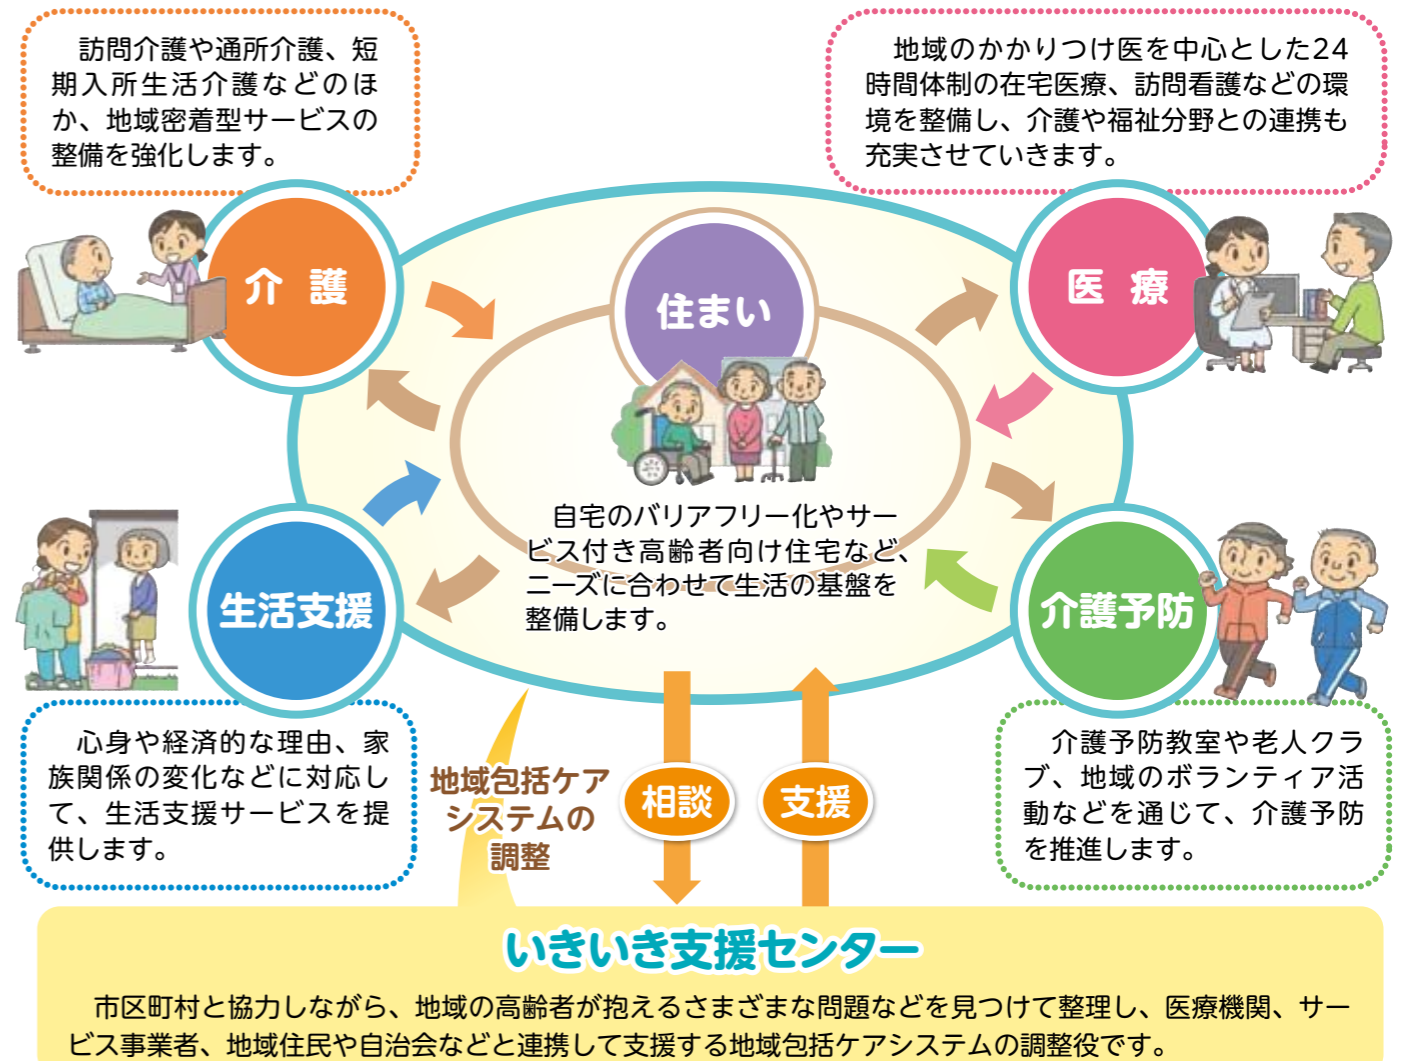 訪問介護や通所介護、短
期入所生活介護などのほ
か、地域密着型サービスの
整備を強化します。
地域のかかりつけ医を中心とした24
時間体制の在宅医療、訪問看護などの環
境を整備し、介護や福祉分野との連携も
充実させていきます。
介護
住まい
医療
自宅のバリアフリー化やサー
ビス付き高齢者向け住宅など、
ニーズに合わせて生活の基盤を
整備します。
生活支援
介護予防
心身や経済的な理由、家
族関係の変化などに対応し
て、生活支援サービスを提
供します。
地域包括ケア
システムの
調整
相談
支援
介護予防教室や老人クラ
ブ、地域のボランティア活
動などを通じて、介護予防
を推進します。
いきいき支援センター
市区町村と協力しながら、地域の高齢者が抱えるさまざまな問題などを見つけて整理し、医療機関、サー
ビス事業者、地域住民や自治会などと連携して支援する地域包括ケアシステムの調整役です。